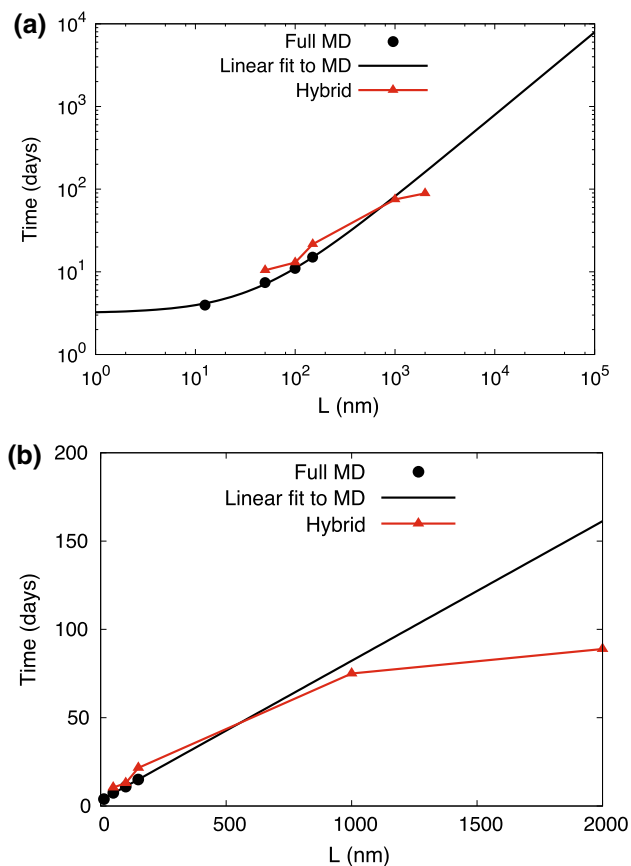 (a)
Full MD
Linear fit to MD
Hybrid
10^4
10^3
10^2
10^1
10^0
Time (days)
10^0 10^1 10^2 10^3 10^4 10^5
L (nm)
(b)
Full MD
Linear fit to MD
Hybrid
200
150
100
50
0
Time (days)
0 500 1000 1500 2000
L (nm)